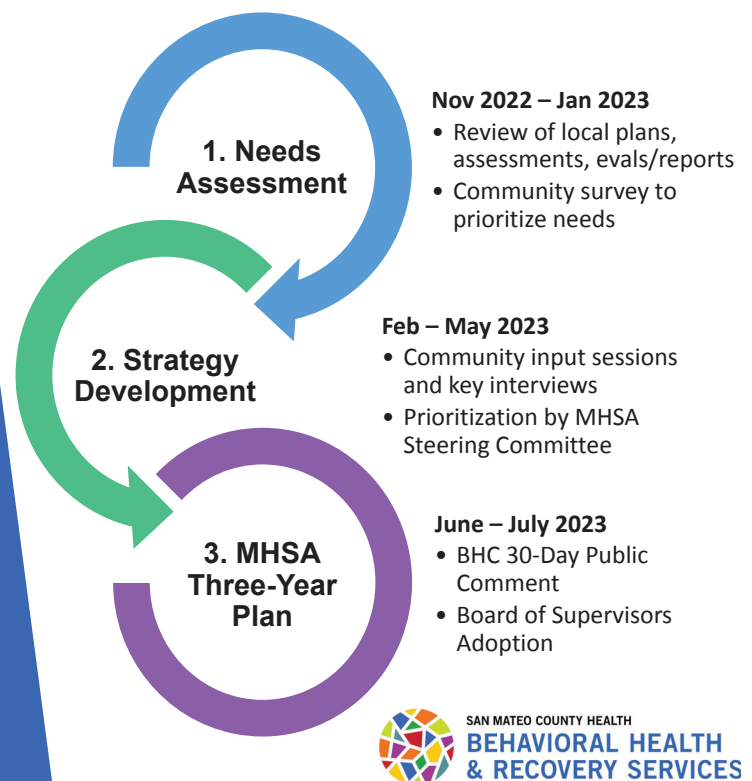 1. Needs
Assessment
Nov 2022 – Jan 2023
• Review of local plans,
assessments, evals/reports
• Community survey to
prioritize needs
2. Strategy
Development
Feb – May 2023
• Community input sessions
and key interviews
• Prioritization by MHSA
Steering Committee
3. MHSA
Three-Year
Plan
June – July 2023
• BHC 30-Day Public
Comment
• Board of Supervisors
Adoption
SAN MATEO COUNTY HEALTH
BEHAVIORAL HEALTH
& RECOVERY SERVICES